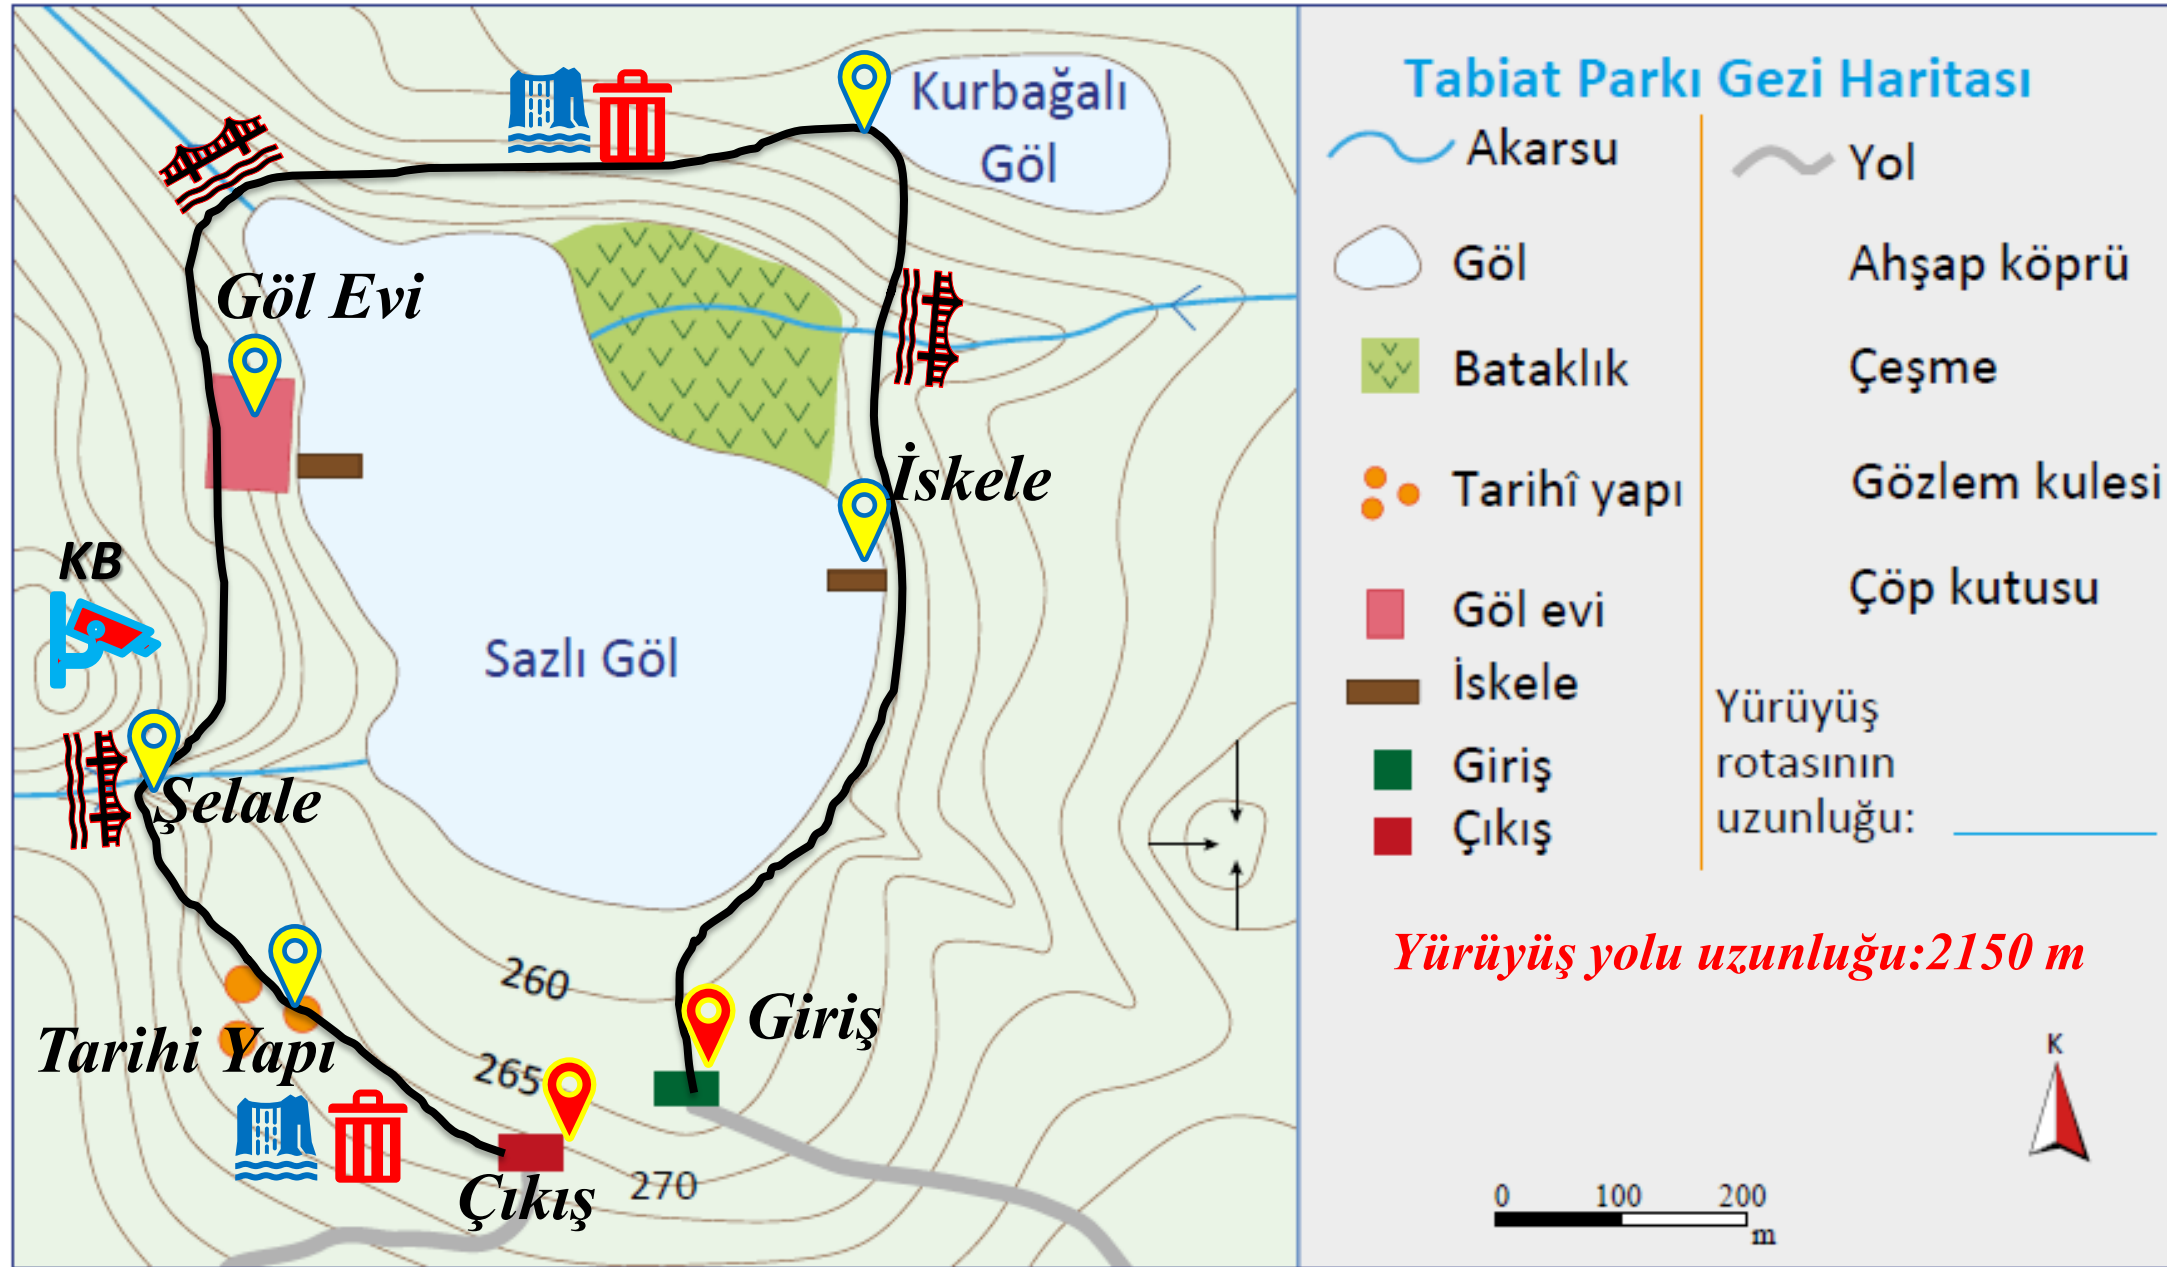 Kurbağalı
Göl
Göl Evi
İskele
KB
Sazlı Göl
Şelale
260
Giriş
Tarihi Yapı
265
Çıkış
270
Tabiat Parkı Gezi Haritası
Akarsu
Göl
Bataklık
Tarihî yapı
Göl evi
İskele
Giriş
Çıkış
Yol
Ahşap köprü
Çeşme
Gözlem kulesi
Çöp kutusu
Yürüyüş
rotasının
uzunluğu:
Yürüyüş yolu uzunluğu:2150 m
K
0 100 200
m